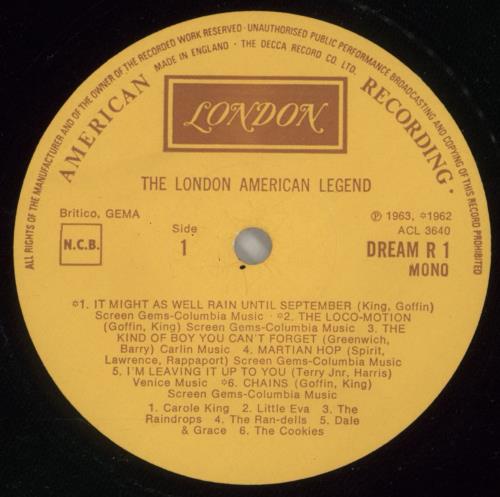 ALL RIGHTS OF THE MANUFACTURER AND OF THE OWNER OF THE RECORDED WORK RESERVED · UNAUTHORISED PUBLIC PERFORMANCE BROADCASTING AND COPYING OF THIS RECORD PROHIBITED
MADE IN ENGLAND · THE DECCA RECORD CO. LTD.
AMERICAN RECORDING.
LONDON
THE LONDON AMERICAN LEGEND
Britico, GEMA
N.C.B.
Side
1
℗ 1963, ✩1962
ACL 3640
DREAM R 1
MONO
✩1. IT MIGHT AS WELL RAIN UNTIL SEPTEMBER (King, Goffin)
Screen Gems-Columbia Music · ✩2. THE LOCO-MOTION
(Goffin, King) Screen Gems-Columbia Music 3. THE
KIND OF BOY YOU CAN'T FORGET (Greenwich,
Barry) Carlin Music 4. MARTIAN HOP (Spirit,
Lawrence, Rappaport) Screen Gems-Columbia Music
5. I'M LEAVING IT UP TO YOU (Terry Jnr, Harris)
Venice Music ✩6. CHAINS (Goffin, King)
Screen Gems-Columbia Music
1. Carole King 2. Little Eva 3. The
Raindrops 4. The Ran-dells 5. Dale
& Grace 6. The Cookies